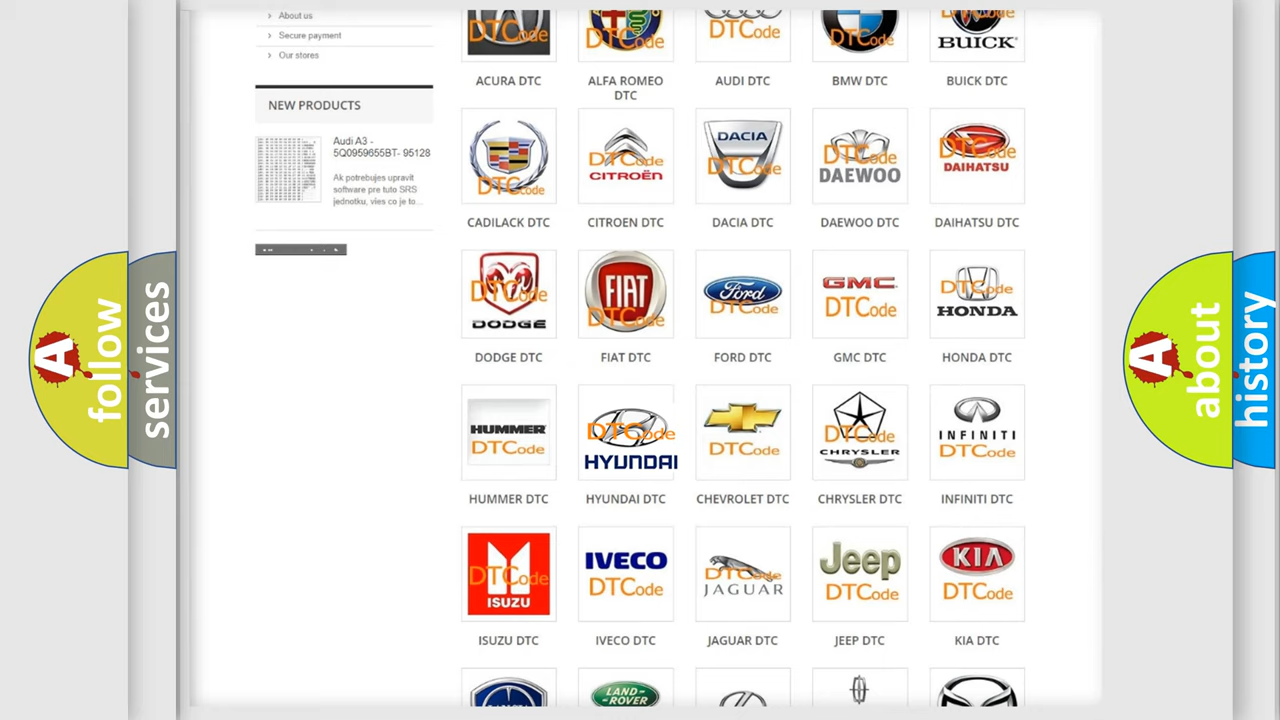 About us
Secure payment
Our stores
NEW PRODUCTS
Audi A3 -
5Q0959655BT- 95128
Ak potrebujes upravit
software pre tuto SRS
jednotku, vies co je to...
DTCode
DTCode
DTCode
DTCode
BUICK
ACURA DTC
ALFA ROMEO
DTC
AUDI DTC
BMW DTC
BUICK DTC
DTCode
DTCode
CITROËN
DACIA
DTCode
DTCode
DAEWOO
DTCode
DAIHATSU
CADILACK DTC
CITROEN DTC
DACIA DTC
DAEWOO DTC
DAIHATSU DTC
DTCode
DODGE
FIAT
DTCode
Ford
DTCode
GMC
DTCode
DTCode
HONDA
DODGE DTC
FIAT DTC
FORD DTC
GMC DTC
HONDA DTC
HUMMER
DTCode
DTCode
HYUNDAI
DTCode
DTCode
CHRYSLER
INFINITI
DTCode
HUMMER DTC
HYUNDAI DTC
CHEVROLET DTC
CHRYSLER DTC
INFINITI DTC
DTCode
ISUZU
IVECO
DTCode
DTCode
JAGUAR
Jeep
DTCode
KIA
DTCode
ISUZU DTC
IVECO DTC
JAGUAR DTC
JEEP DTC
KIA DTC
LAND-
ROVER
A
follow
services
A
about
history